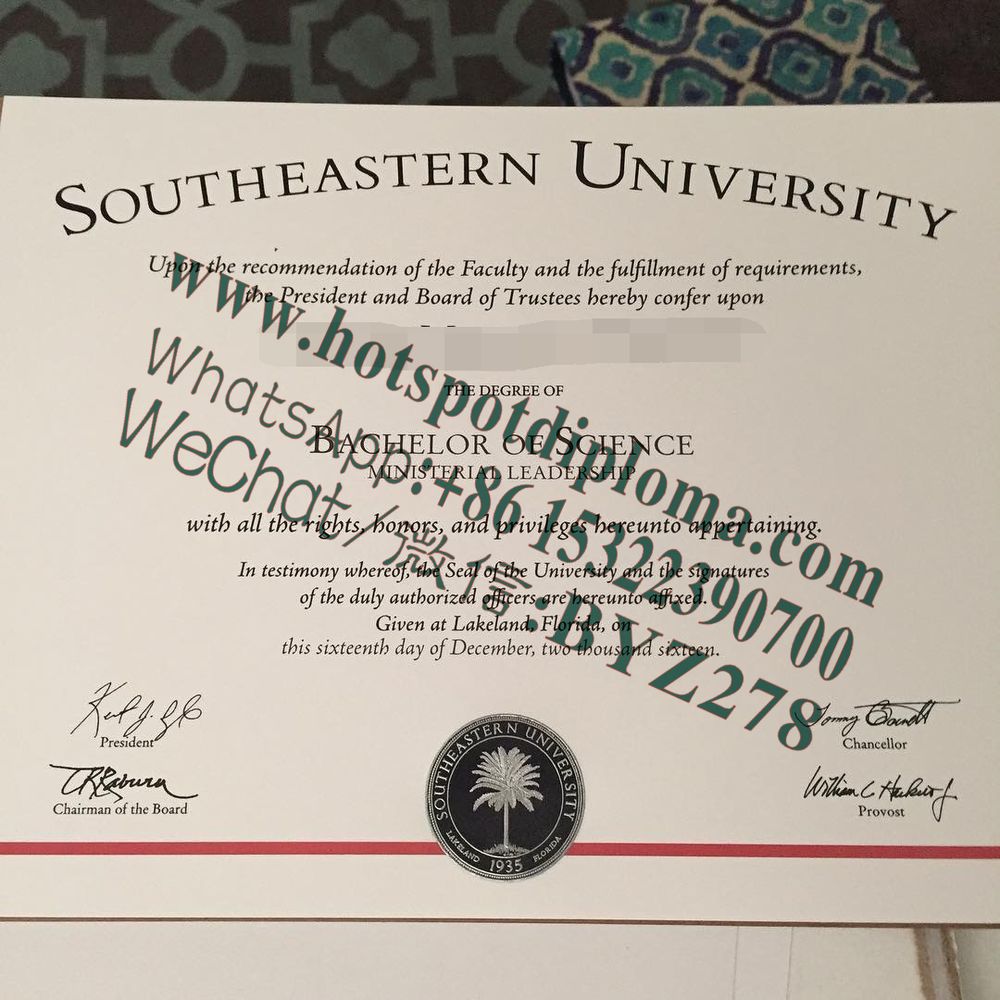 SOUTHEASTERN UNIVERSITY
Upon the recommendation of the Faculty and the fulfillment of requirements,
the President and Board of Trustees hereby confer upon
THE DEGREE OF
BACHELOR OF SCIENCE
MINISTERIAL LEADERSHIP
with all the rights, honors, and privileges hereunto appertaining.
In testimony whereof, the Seal of the University and the signatures
of the duly authorized officers are hereunto affixed.
Given at Lakeland, Florida, on
this sixteenth day of December, two thousand sixteen.
www.hotspotdiploma.com
WhatsApp:+86 15322390700
WeChat/微信:BYZ278
President
Chancellor
Chairman of the Board
Provost
SOUTHEASTERN UNIVERSITY
LAKELAND 1935 FLORIDA